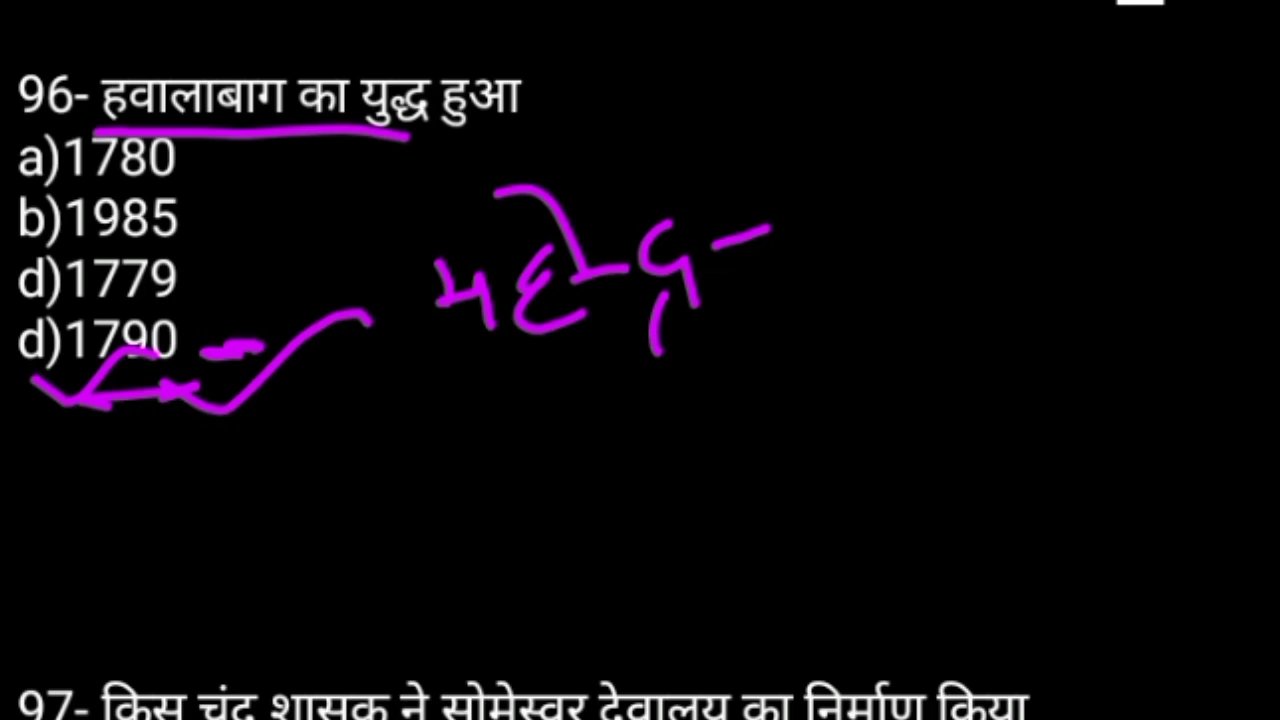 96- हवालाबाग का युद्ध हुआ
a)1780
b)1985
d)1779
d)1790
97- किस चंद शासक ने सोमेस्वर देवालय का निर्माण किया